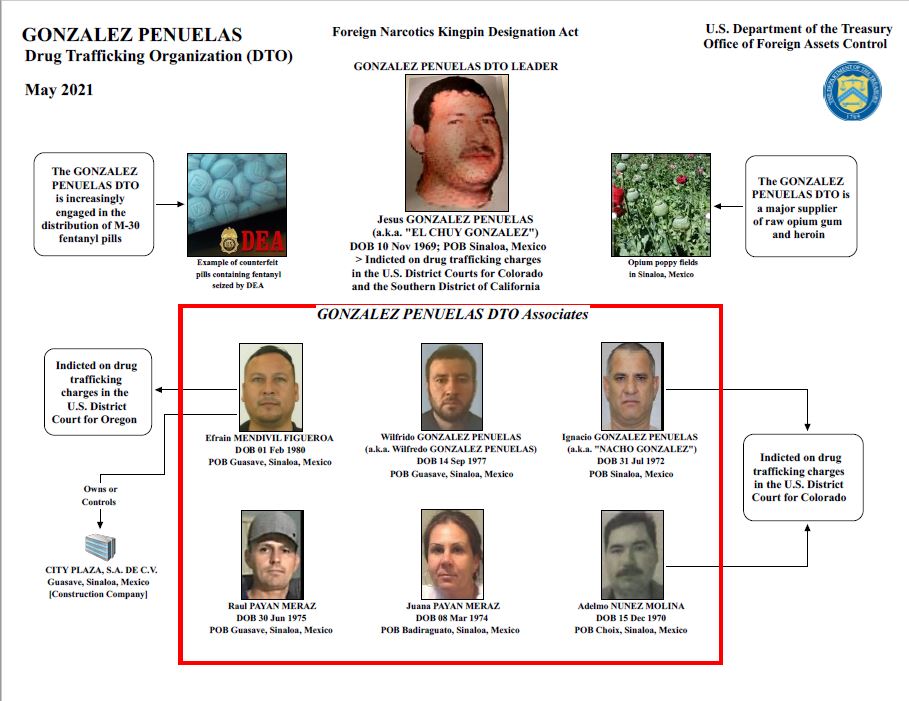 GONZALEZ PENUELAS
Drug Trafficking Organization (DTO)
May 2021
Foreign Narcotics Kingpin Designation Act
U.S. Department of the Treasury
Office of Foreign Assets Control
THE DEPARTMENT OF THE TREASURY
1789
GONZALEZ PENUELAS DTO LEADER
Jesus GONZALEZ PENUELAS
(a.k.a. "EL CHUY GONZALEZ")
DOB 10 Nov 1969; POB Sinaloa, Mexico
> Indicted on drug trafficking charges
in the U.S. District Courts for Colorado
and the Southern District of California
The GONZALEZ
PENUELAS DTO
is increasingly
engaged in the
distribution of M-30
fentanyl pills
DEA
Example of counterfeit
pills containing fentanyl
seized by DEA
Opium poppy fields
in Sinaloa, Mexico
The GONZALEZ
PENUELAS DTO is
a major supplier
of raw opium gum
and heroin
GONZALEZ PENUELAS DTO Associates
Indicted on drug
trafficking
charges in the
U.S. District
Court for Oregon
Efrain MENDIVIL FIGUEROA
DOB 01 Feb 1980
POB Guasave, Sinaloa, Mexico
Wilfrido GONZALEZ PENUELAS
(a.k.a. Wilfredo GONZALEZ PENUELAS)
DOB 14 Sep 1977
POB Guasave, Sinaloa, Mexico
Ignacio GONZALEZ PENUELAS
(a.k.a. "NACHO GONZALEZ")
DOB 31 Jul 1972
POB Sinaloa, Mexico
Indicted on drug
trafficking charges
in the U.S. District
Court for Colorado
Owns or
Controls
CITY PLAZA, S.A. DE C.V.
Guasave, Sinaloa, Mexico
[Construction Company]
Raul PAYAN MERAZ
DOB 30 Jun 1975
POB Guasave, Sinaloa, Mexico
Juana PAYAN MERAZ
DOB 08 Mar 1974
POB Badiraguato, Sinaloa, Mexico
Adelmo NUNEZ MOLINA
DOB 15 Dec 1970
POB Choix, Sinaloa, Mexico